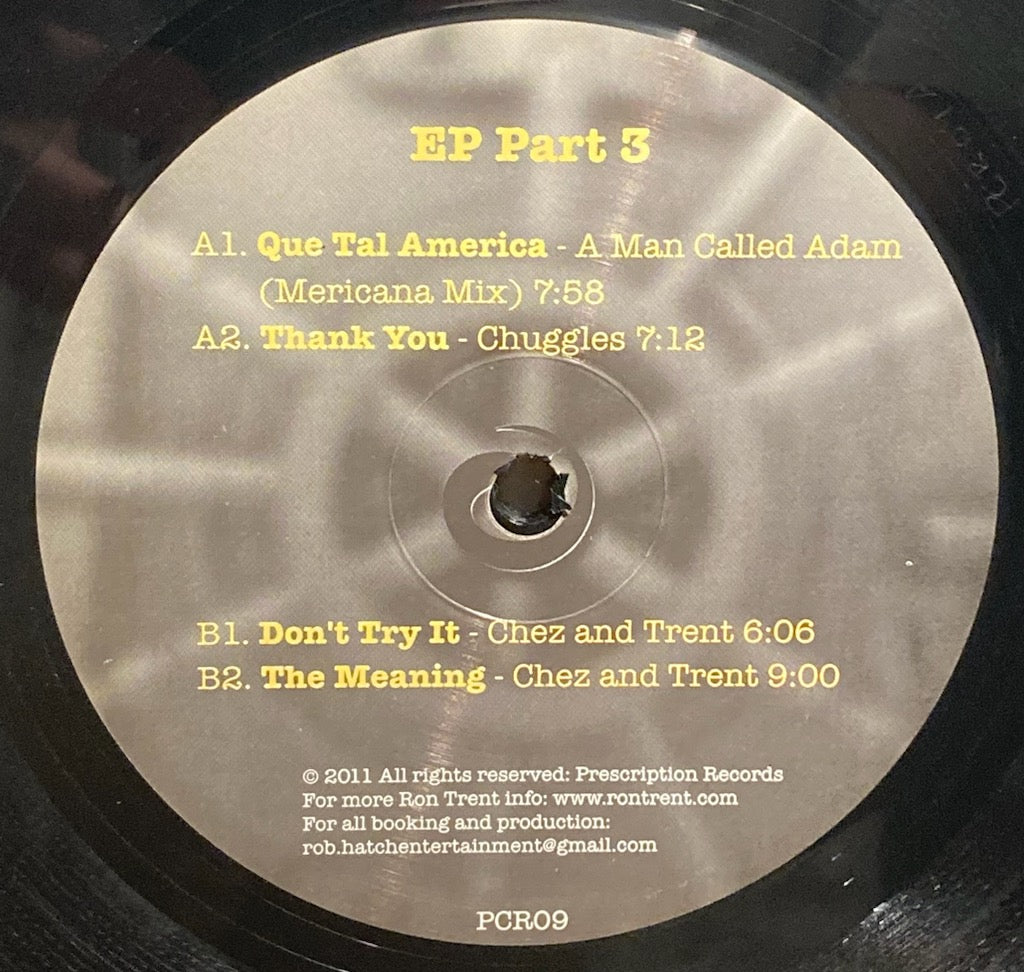 EP Part 3
A1. Que Tal America - A Man Called Adam
(Mericana Mix) 7:58
A2. Thank You - Chuggles 7:12
B1. Don't Try It - Chez and Trent 6:06
B2. The Meaning - Chez and Trent 9:00
© 2011 All rights reserved: Prescription Records
For more Ron Trent info: www.rontrent.com
For all booking and production:
rob.hatchentertainment@gmail.com
PCR09